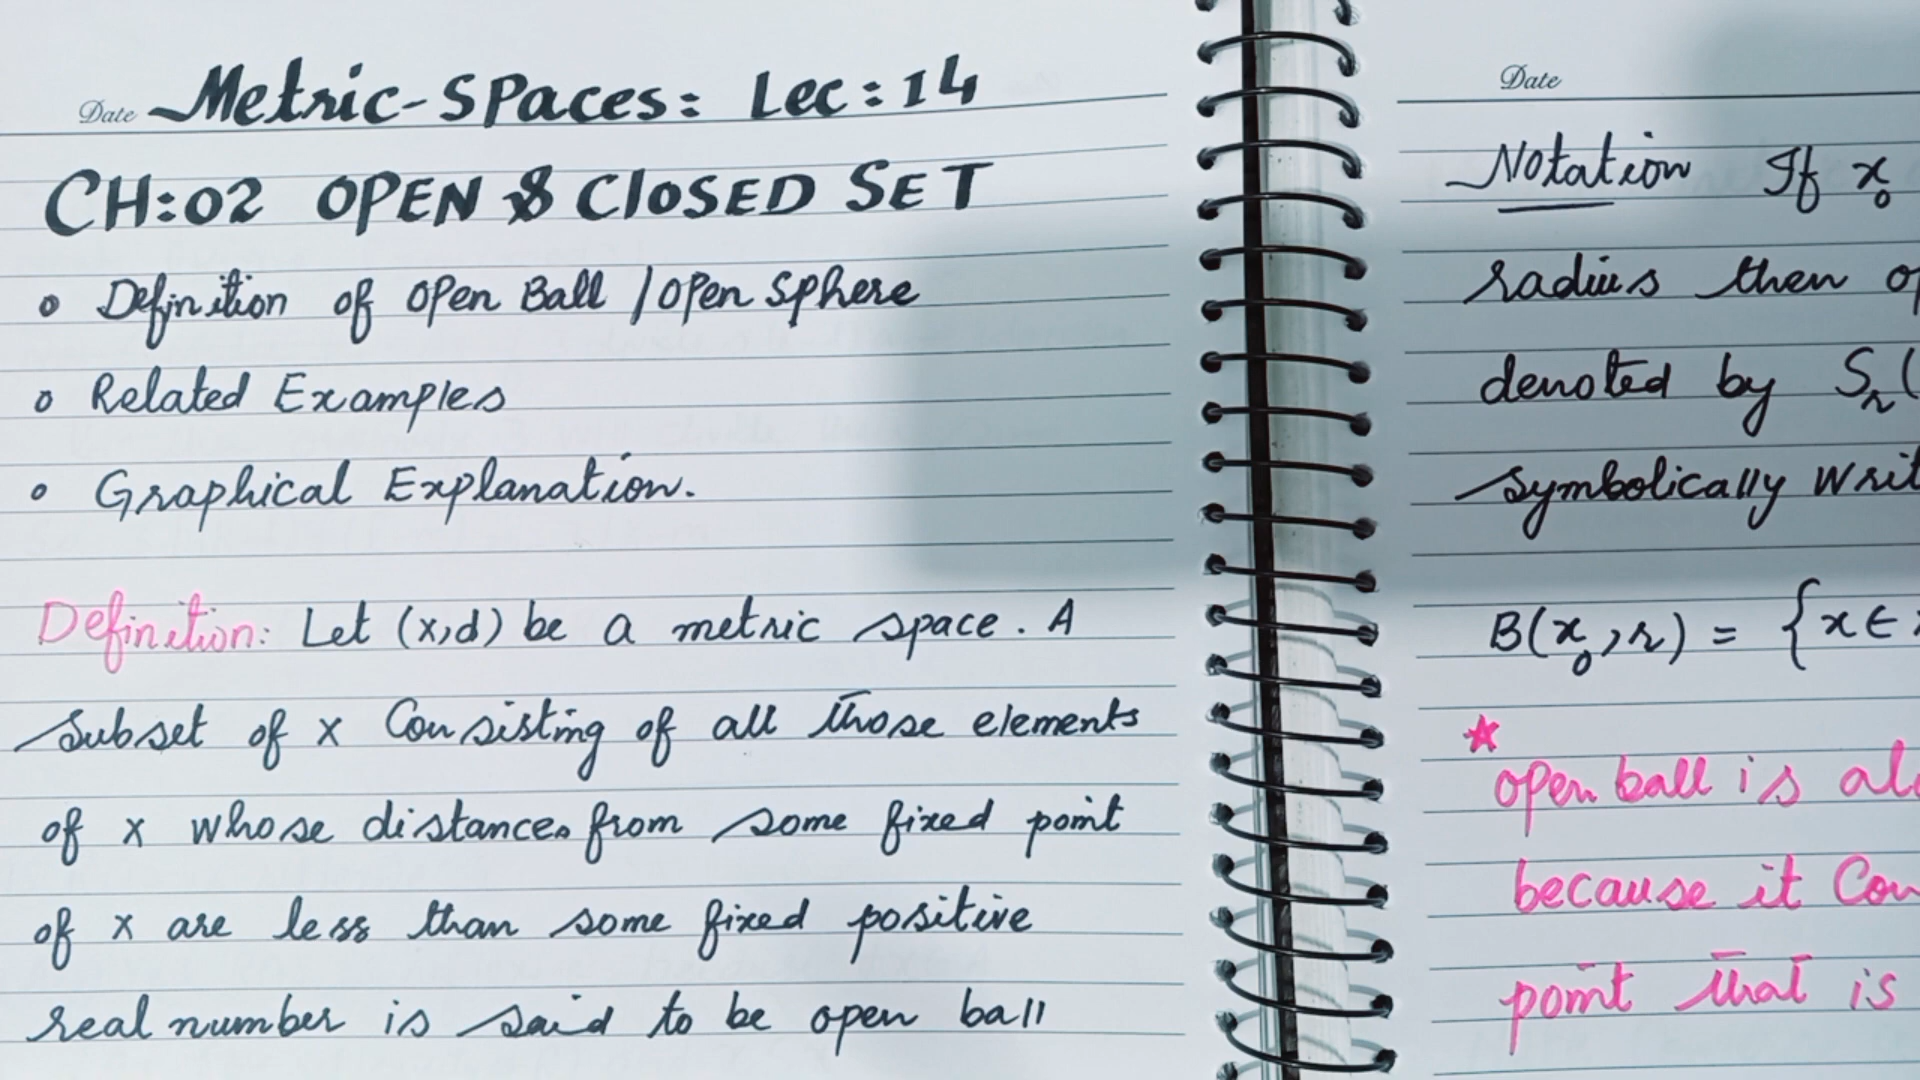 Date Metric-Spaces: Lec:14
CH:02 OPEN & ClOSED SET
Definition of open Ball / open sphere
Related Examples
Graphical Explanation.
Definition: Let (x,d) be a metric space. A
subset of x Consisting of all those elements
of x whose distances from some fixed point
of x are less than some fixed positive
real number is said to be open ball
Date
Notation If x₀
radius then
denoted by Sᵣ(
symbolically
B(x₀,r) = {x∈
open ball is
because it
point that is